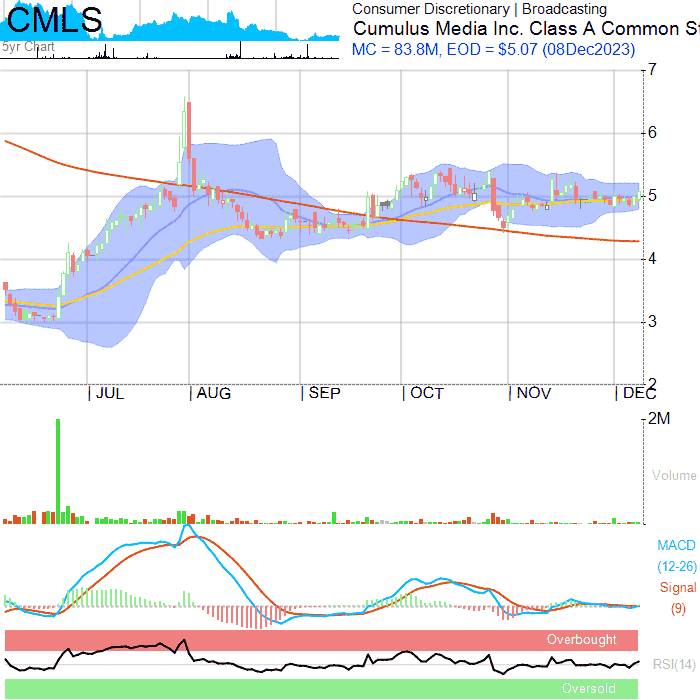 CMLS
5yr Chart
Consumer Discretionary | Broadcasting
Cumulus Media Inc. Class A Common St
MC = 83.8M, EOD = $5.07 (08Dec2023)
7
6
5
4
3
2
| JUL | AUG | SEP | OCT | NOV | DEC
2M
Volume
MACD
(12-26)
Signal
(9)
Overbought
RSI(14)
Oversold